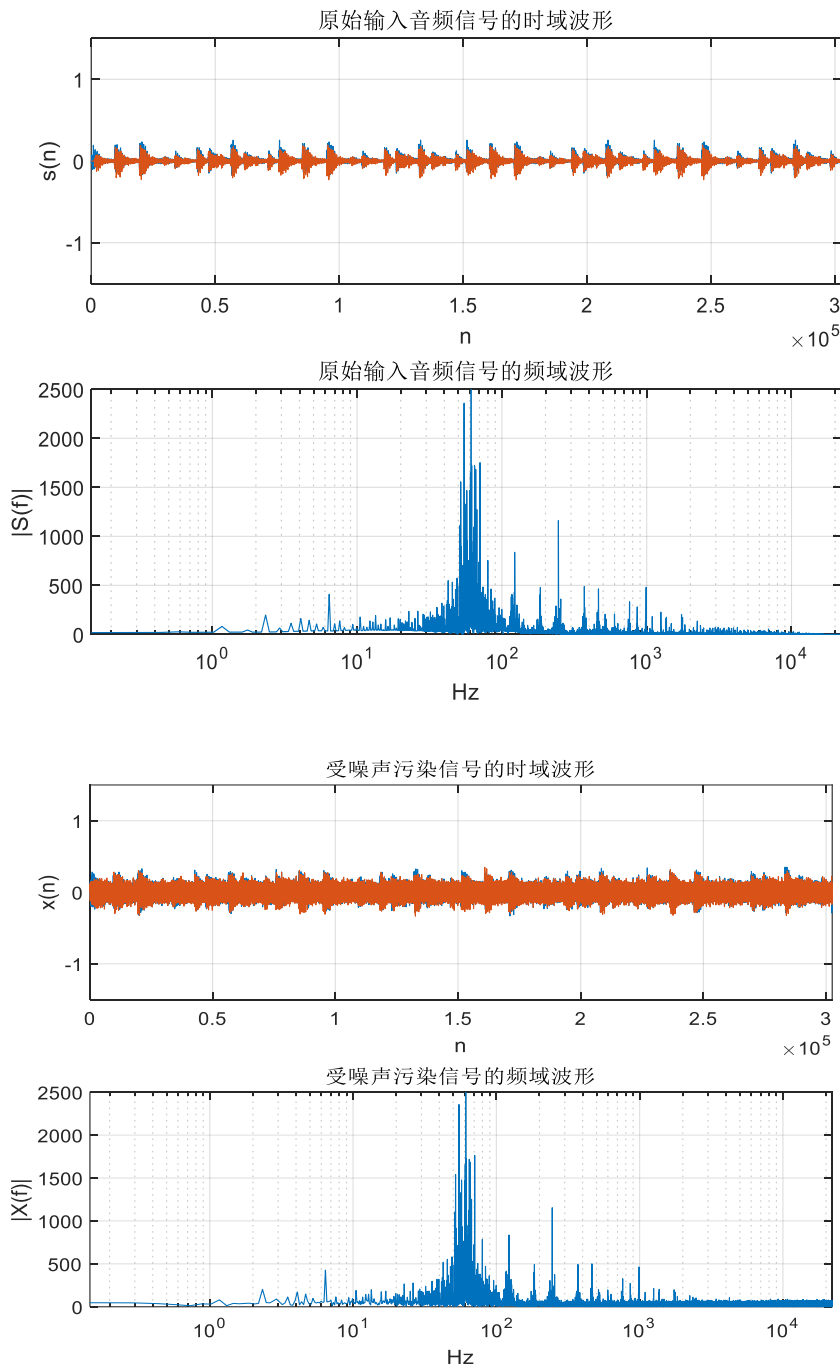 原始输入音频信号的时域波形
1
0
-1
s(n)
0 0.5 1 1.5 2 2.5 3
n
×10^5
原始输入音频信号的频域波形
2500
2000
1500
1000
500
0
|S(f)|
10^0 10^1 10^2 10^3 10^4
Hz
受噪声污染信号的时域波形
1
0
-1
x(n)
0 0.5 1 1.5 2 2.5 3
n
×10^5
受噪声污染信号的频域波形
2500
2000
1500
1000
500
0
|X(f)|
10^0 10^1 10^2 10^3 10^4
Hz